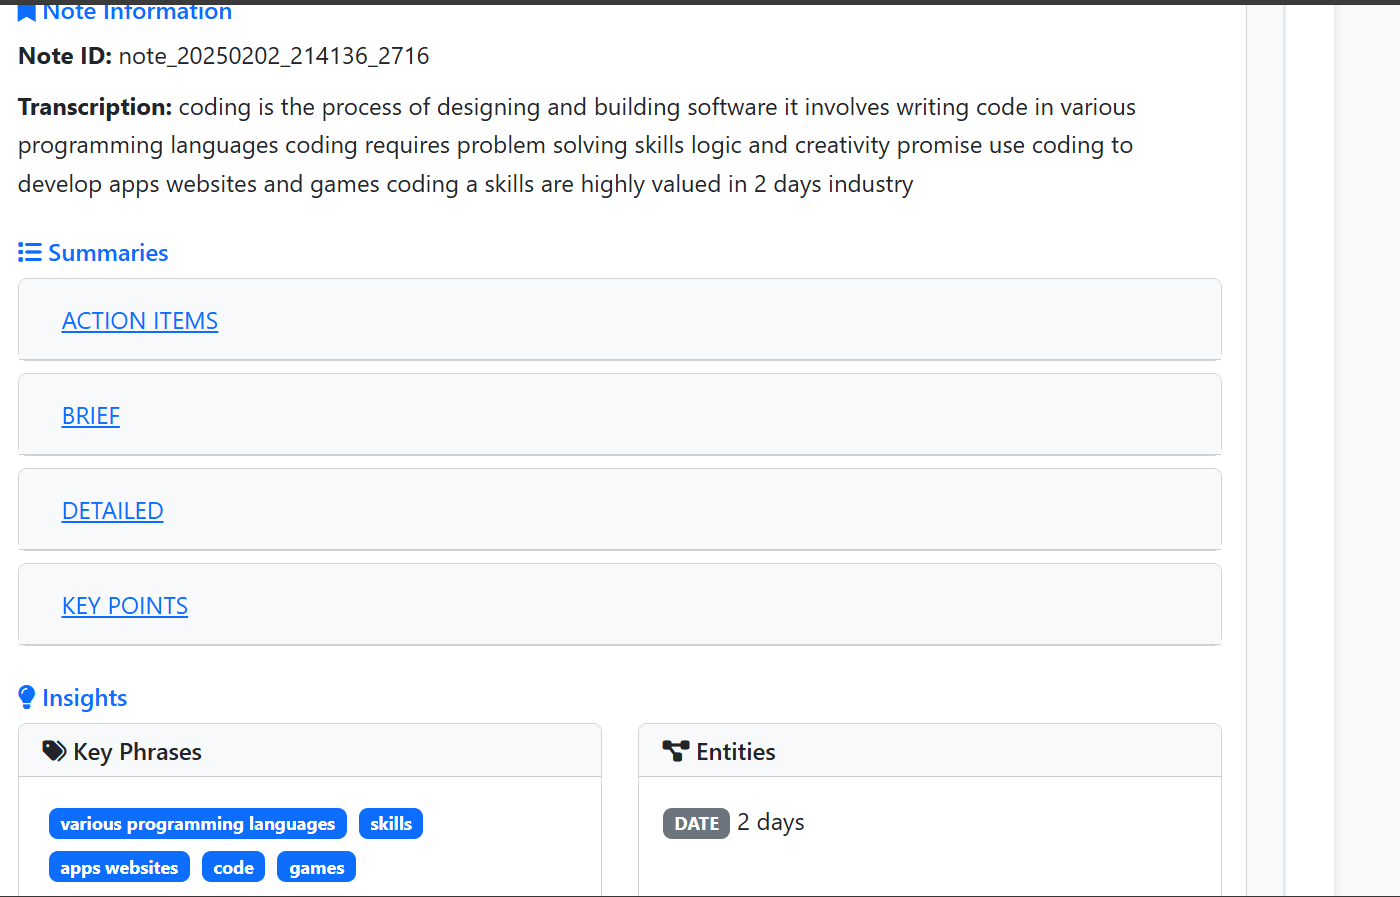 Note Information
Note ID: note_20250202_214136_2716
Transcription: coding is the process of designing and building software it involves writing code in various
programming languages coding requires problem solving skills logic and creativity promise use coding to
develop apps websites and games coding a skills are highly valued in 2 days industry
Summaries
ACTION ITEMS
BRIEF
DETAILED
KEY POINTS
Insights
Key Phrases
various programming languages skills
apps websites code games
Entities
DATE 2 days